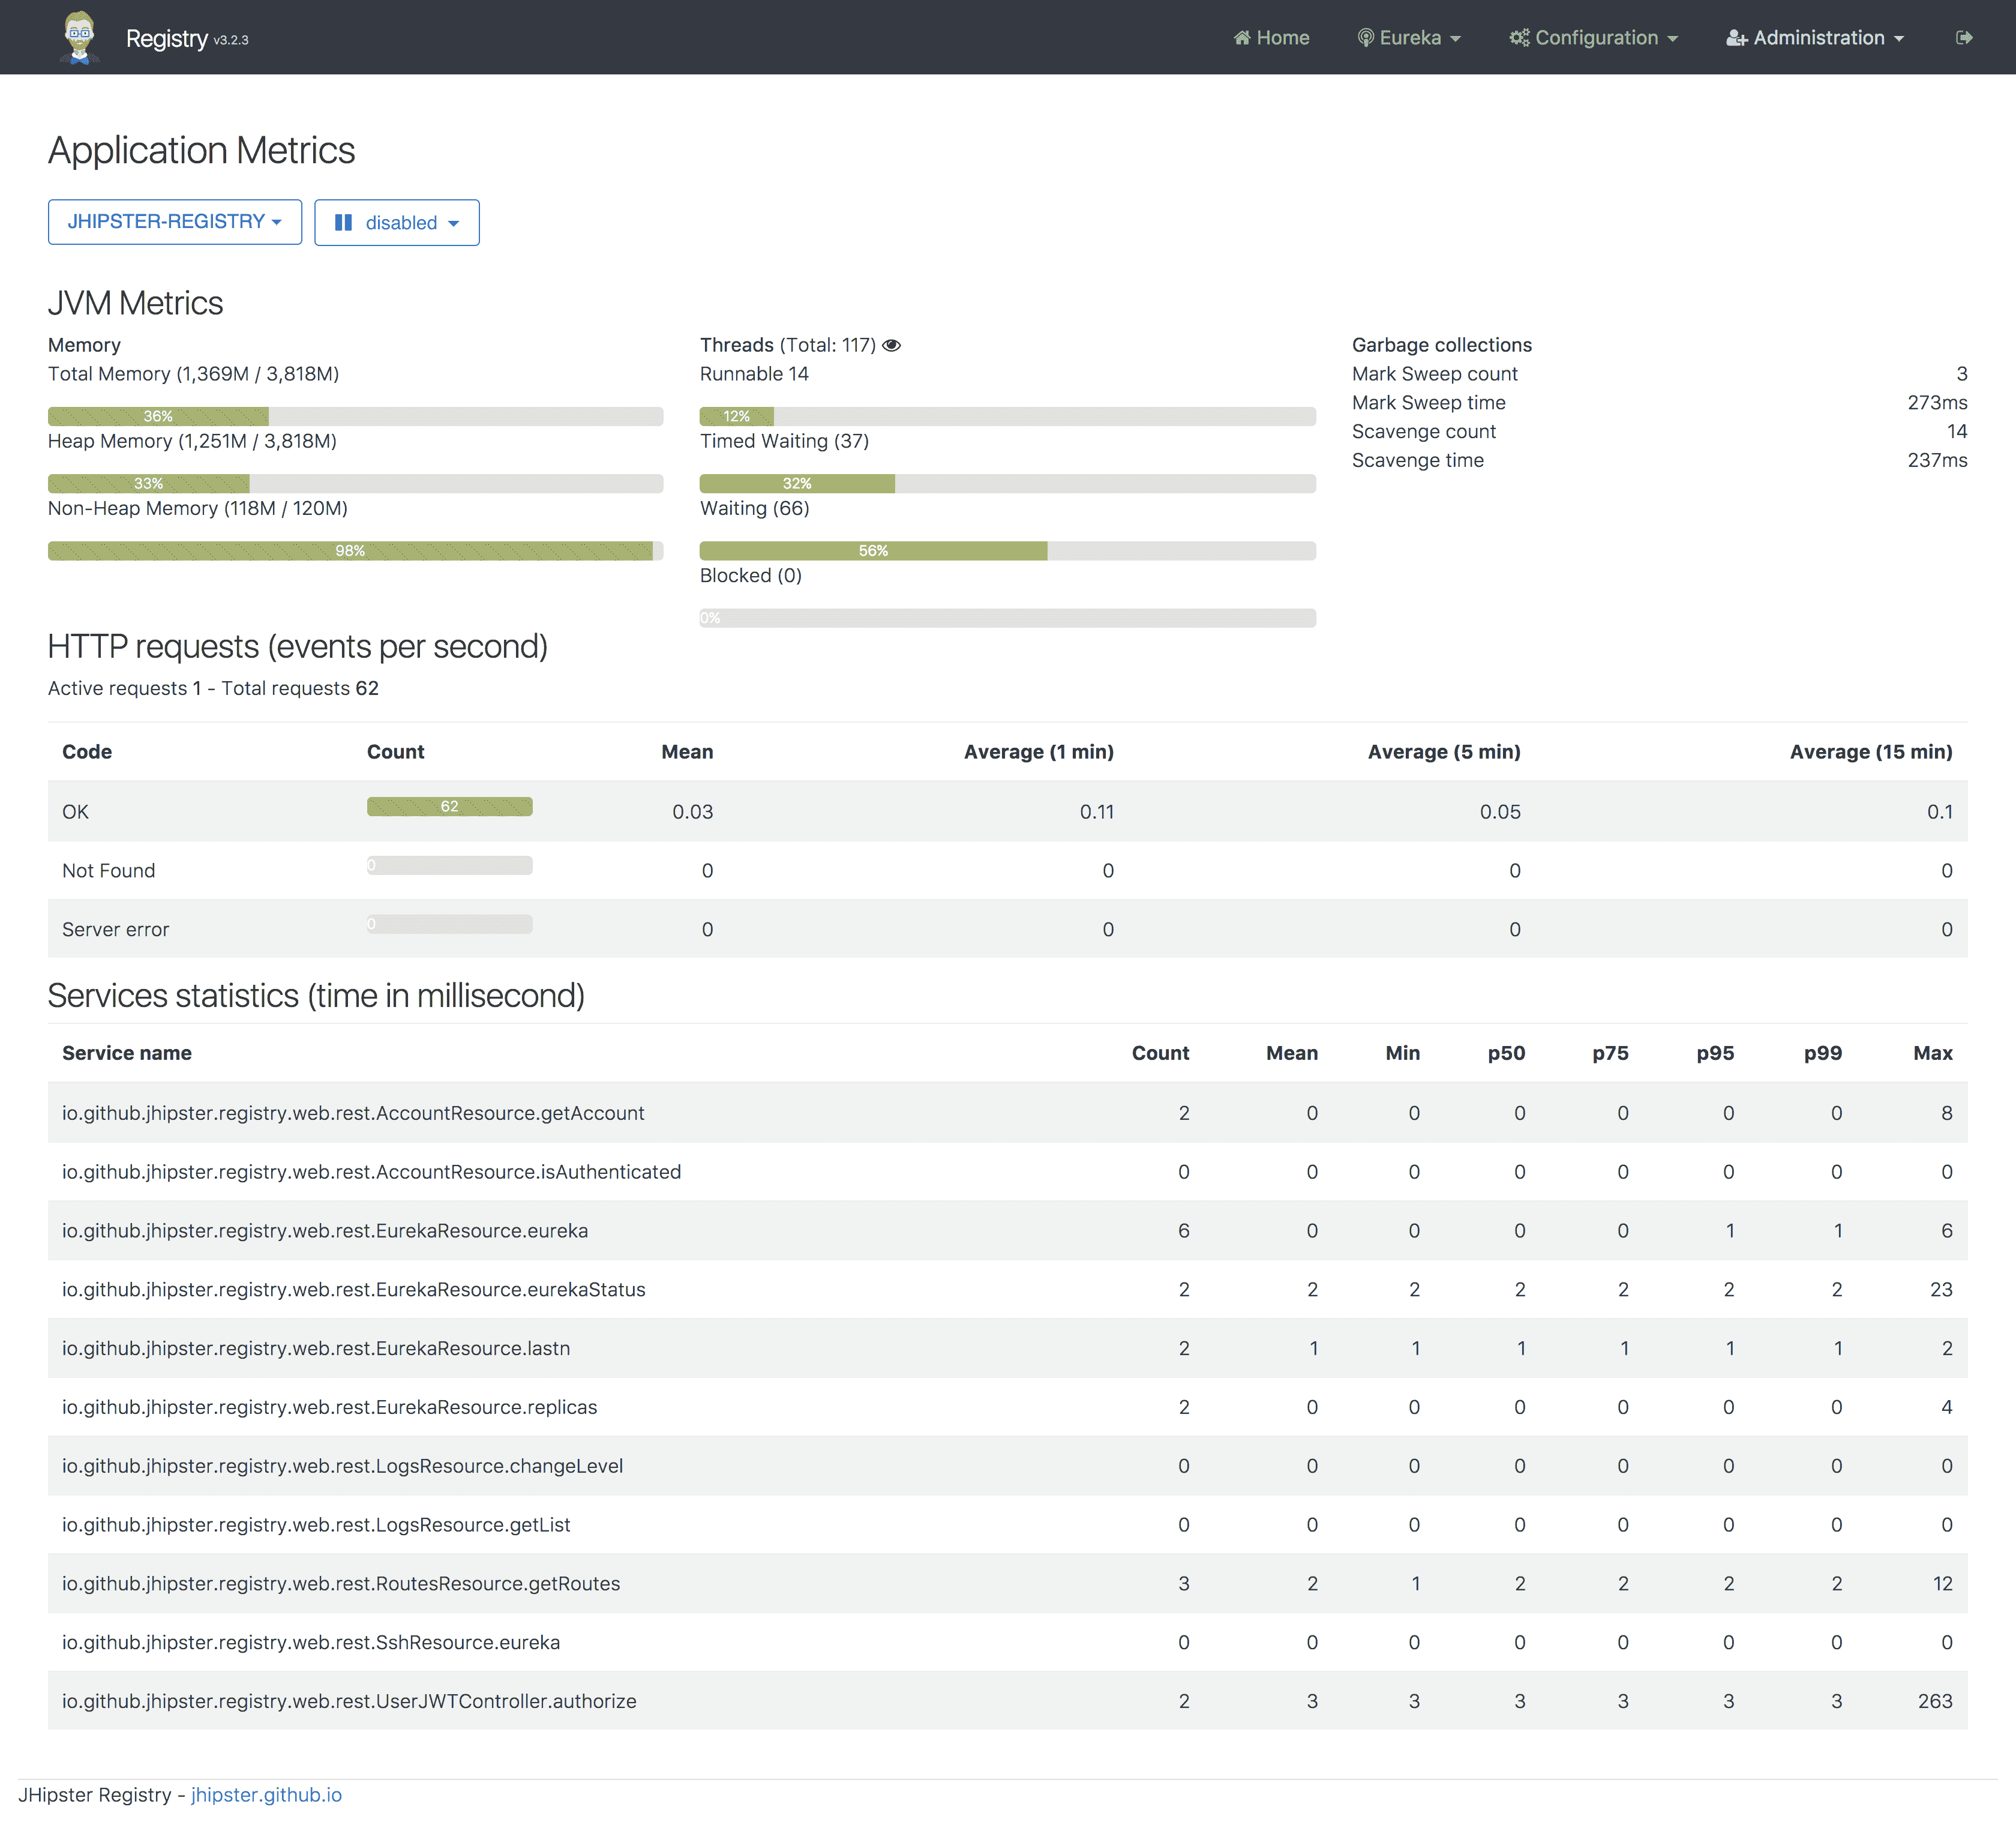 Registry v3.2.3
Home Eureka Configuration Administration
Application Metrics
JHIPSTER-REGISTRY disabled
JVM Metrics
Memory
Total Memory (1,369M / 3,818M)
36%
Heap Memory (1,251M / 3,818M)
33%
Non-Heap Memory (118M / 120M)
98%
Threads (Total: 117)
Runnable 14
12%
Timed Waiting (37)
32%
Waiting (66)
56%
Blocked (0)
0%
Garbage collections
Mark Sweep count 3
Mark Sweep time 273ms
Scavenge count 14
Scavenge time 237ms
HTTP requests (events per second)
Active requests 1 - Total requests 62
Code Count Mean Average (1 min) Average (5 min) Average (15 min)
OK 62 0.03 0.11 0.05 0.1
Not Found 0 0 0 0 0
Server error 0 0 0 0 0
Services statistics (time in millisecond)
Service name Count Mean Min p50 p75 p95 p99 Max
io.github.jhipster.registry.web.rest.AccountResource.getAccount 2 0 0 0 0 0 0 8
io.github.jhipster.registry.web.rest.AccountResource.isAuthenticated 0 0 0 0 0 0 0 0
io.github.jhipster.registry.web.rest.EurekaResource.eureka 6 0 0 0 0 1 1 6
io.github.jhipster.registry.web.rest.EurekaResource.eurekaStatus 2 2 2 2 2 2 2 23
io.github.jhipster.registry.web.rest.EurekaResource.lastn 2 1 1 1 1 1 1 2
io.github.jhipster.registry.web.rest.EurekaResource.replicas 2 0 0 0 0 0 0 4
io.github.jhipster.registry.web.rest.LogsResource.changeLevel 0 0 0 0 0 0 0 0
io.github.jhipster.registry.web.rest.LogsResource.getList 0 0 0 0 0 0 0 0
io.github.jhipster.registry.web.rest.RoutesResource.getRoutes 3 2 1 2 2 2 2 12
io.github.jhipster.registry.web.rest.SshResource.eureka 0 0 0 0 0 0 0 0
io.github.jhipster.registry.web.rest.UserJWTController.authorize 2 3 3 3 3 3 3 263
JHipster Registry - jhipster.github.io